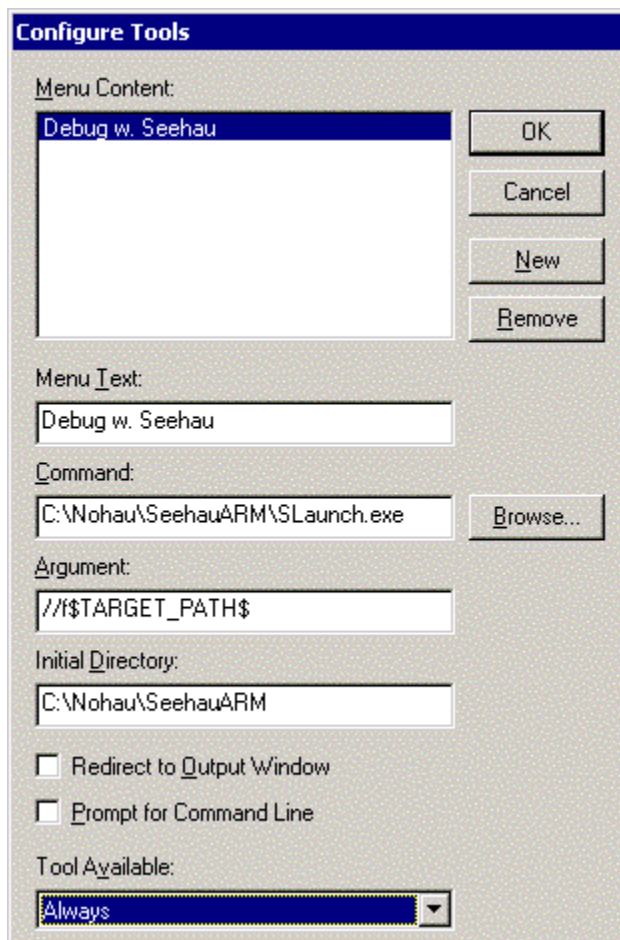 Configure Tools
Menu Content:
Debug w. Seehau
OK
Cancel
New
Remove
Menu Text:
Debug w. Seehau
Command:
C:\Nohau\SeehauARM\SLaunch.exe
Browse...
Argument:
//f$TARGET_PATH$
Initial Directory:
C:\Nohau\SeehauARM
Redirect to Output Window
Prompt for Command Line
Tool Available:
Always